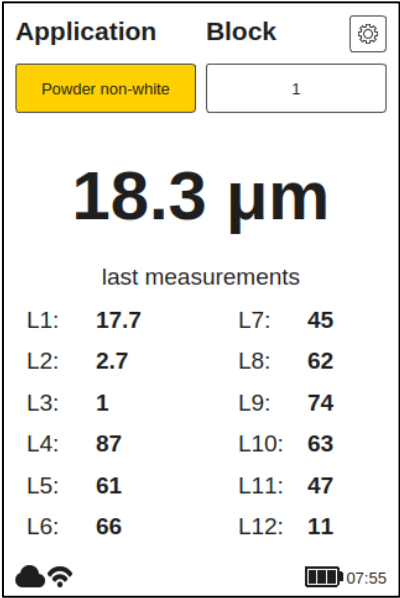 Application Block
Powder non-white 1
18.3 µm
last measurements
L1: 17.7 L7: 45
L2: 2.7 L8: 62
L3: 1 L9: 74
L4: 87 L10: 63
L5: 61 L11: 47
L6: 66 L12: 11
07:55